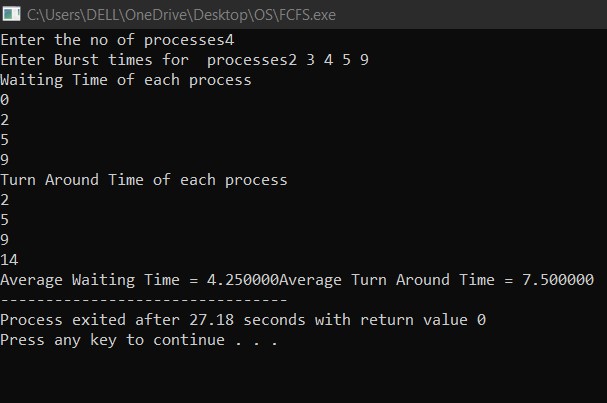 C:\Users\DELL\OneDrive\Desktop\OS\FCFS.exe
Enter the no of processes4
Enter Burst times for  processes2 3 4 5 9
Waiting Time of each process
0
2
5
9
Turn Around Time of each process
2
5
9
14
Average Waiting Time = 4.250000Average Turn Around Time = 7.500000
--------------------------------
Process exited after 27.18 seconds with return value 0
Press any key to continue . . .